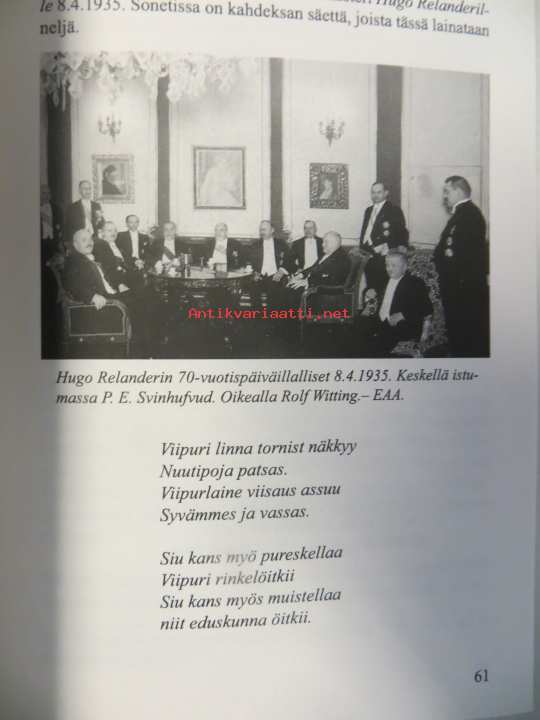 le 8.4.1935. Sonetissa on kahdeksan säettä, joista tässä lainataan
neljä.
Antikvariaatti.net
Hugo Relanderin 70-vuotispäiväillalliset 8.4.1935. Keskellä istu-
massa P. E. Svinhufvud. Oikealla Rolf Witting.– EAA.
Viipuri linna tornist näkkyy
Nuutipoja patsas.
Viipurlaine viisaus assuu
Syvämmes ja vassas.
Siu kans myö pureskellaa
Viipuri rinkelöitkii
Siu kans myös muistellaa
niit eduskunna öitkii.
61